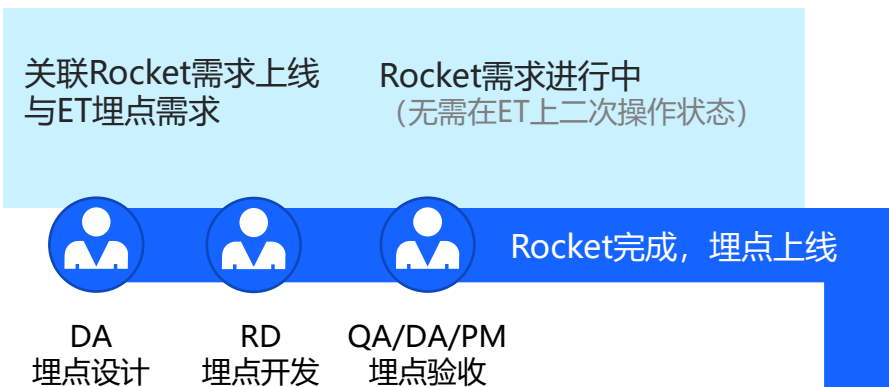 关联Rocket需求上线
与ET埋点需求
Rocket需求进行中
（无需在ET上二次操作状态）
Rocket完成，埋点上线
DA
埋点设计
RD
埋点开发
QA/DA/PM
埋点验收